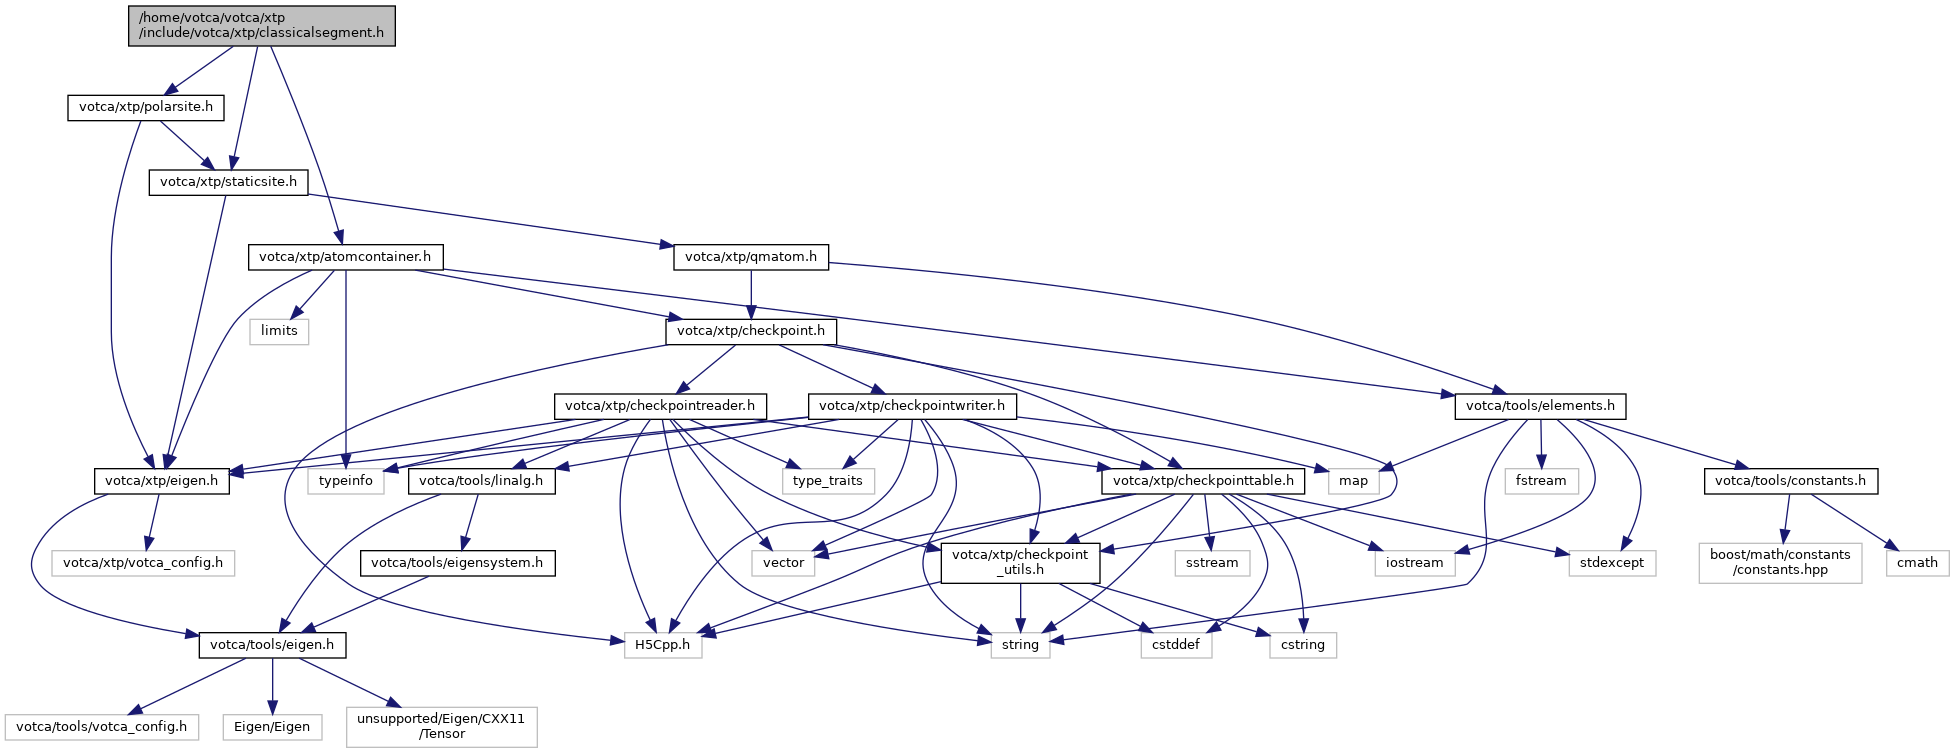 /home/votca/votca/xtp
/include/votca/xtp/classicalsegment.h
votca/xtp/polarsite.h
votca/xtp/staticsite.h
votca/xtp/atomcontainer.h
votca/xtp/qmatom.h
limits
votca/xtp/checkpoint.h
votca/xtp/checkpointreader.h
votca/xtp/checkpointwriter.h
votca/tools/elements.h
votca/xtp/eigen.h
typeinfo
votca/tools/linalg.h
type_traits
votca/xtp/checkpointtable.h
map
fstream
votca/tools/constants.h
votca/xtp/votca_config.h
votca/tools/eigensystem.h
vector
votca/xtp/checkpoint
_utils.h
sstream
iostream
stdexcept
boost/math/constants
/constants.hpp
cmath
votca/tools/eigen.h
H5Cpp.h
string
cstddef
cstring
votca/tools/votca_config.h
Eigen/Eigen
unsupported/Eigen/CXX11
/Tensor